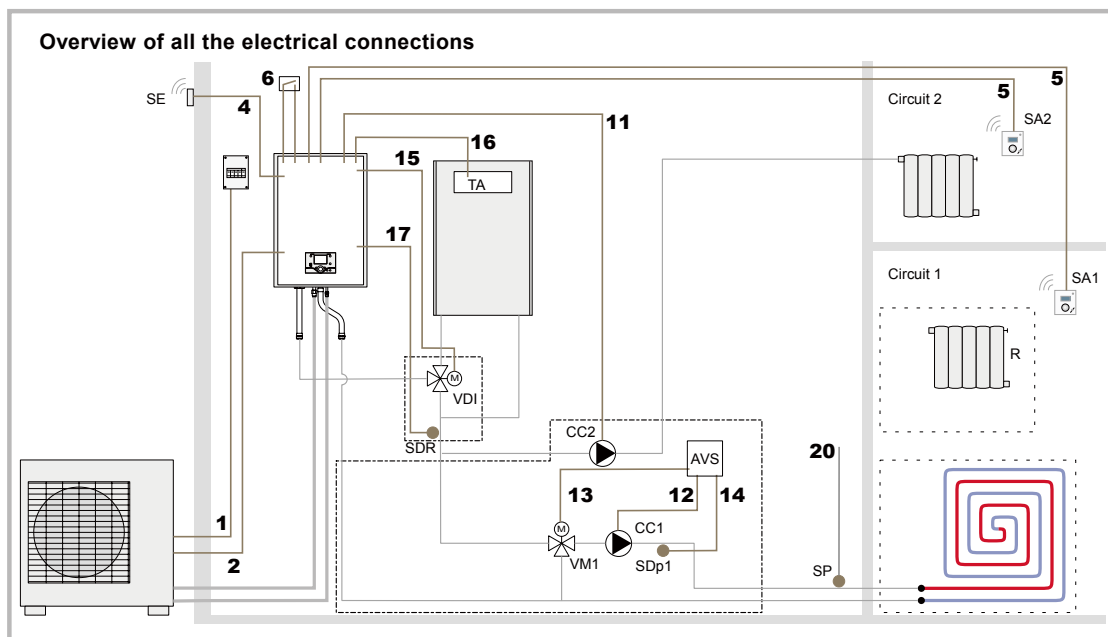 Overview of all the electrical connections
6
5
5
SE
4
Circuit 2
SA2
11
16
15
TA
17
Circuit 1
SA1
R
M
VDI
SDR
CC2
AVS
20
13
12
14
M
CC1
1
VM1
SDp1
SP
2